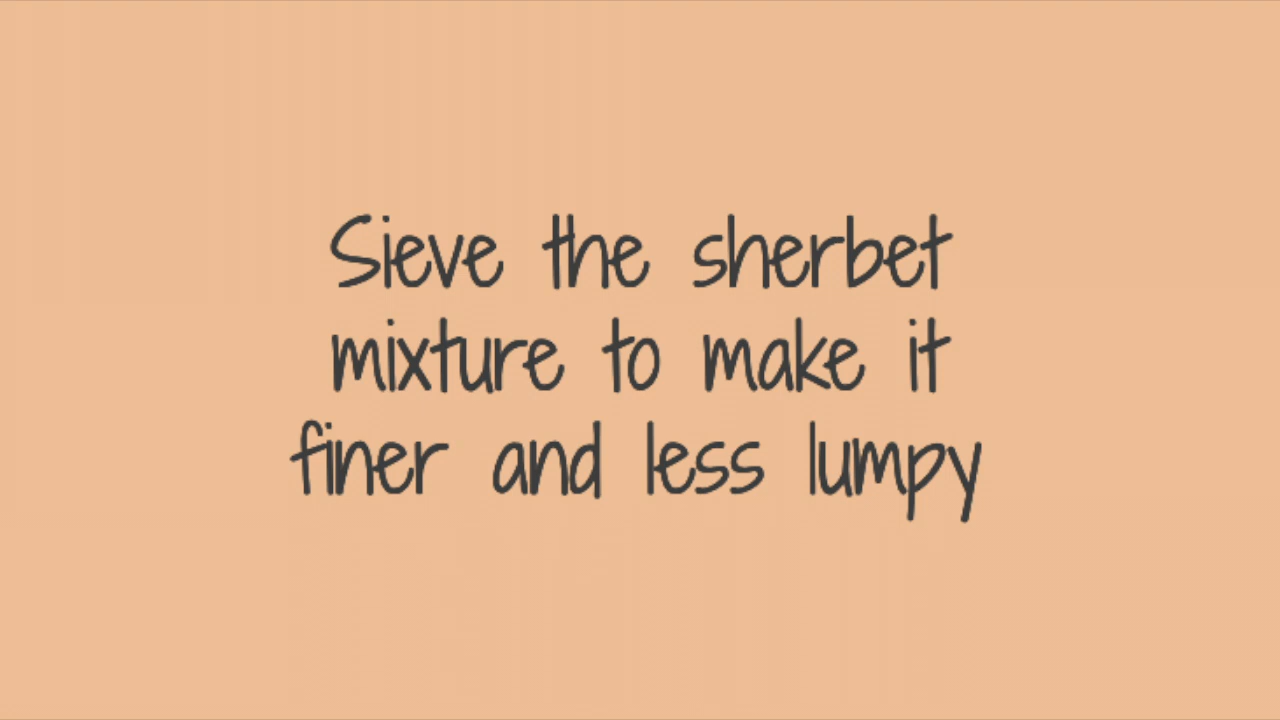 Sieve the sherbet
mixture to make it
finer and less lumpy